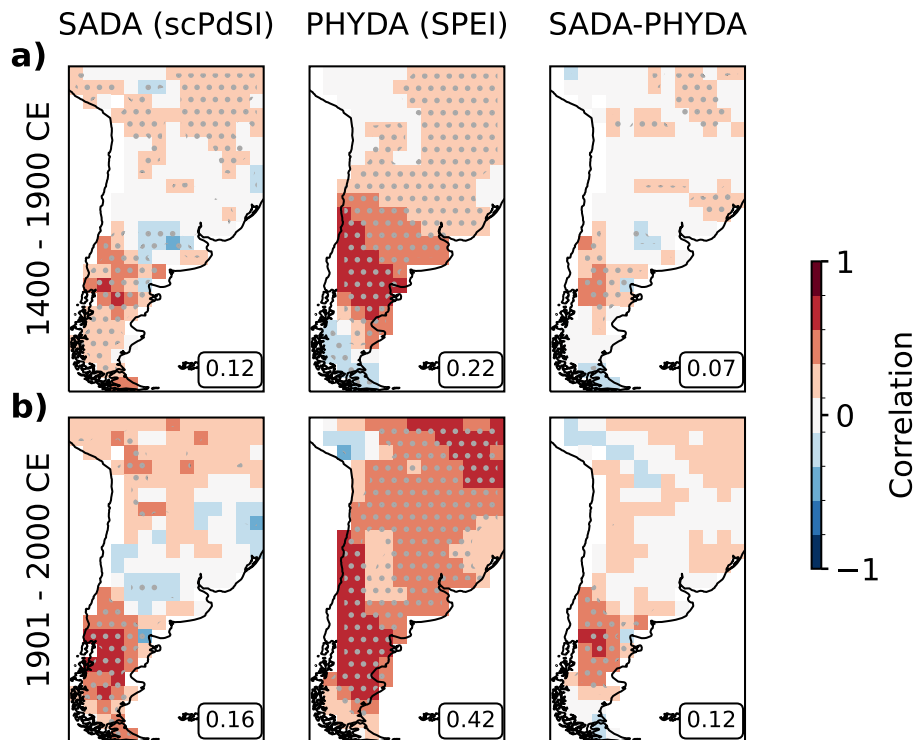 SADA (scPdSI) PHYDA (SPEI) SADA-PHYDA
a)
1400 - 1900 CE
0.12 0.22 0.07
b)
1901 - 2000 CE
0.16 0.42 0.12
1
0
−1
Correlation